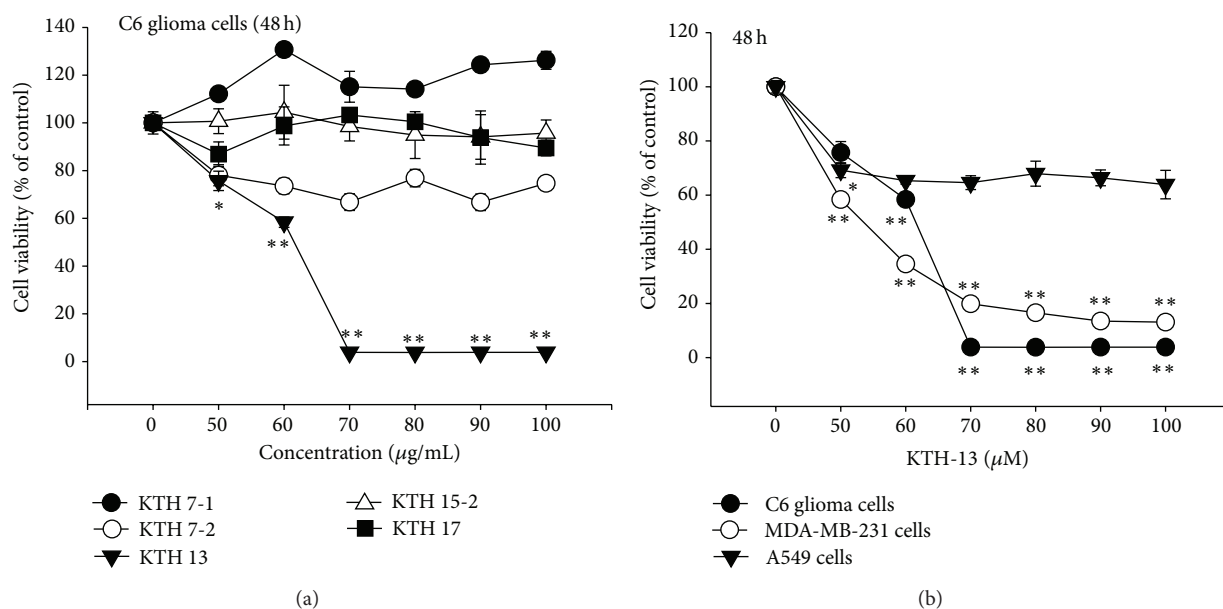 C6 glioma cells (48 h)
140
120
100
80
60
40
20
0
Cell viability (% of control)
*
**
**
**
**
**
0 50 60 70 80 90 100
Concentration (µg/mL)
KTH 7-1
KTH 7-2
KTH 13
KTH 15-2
KTH 17
(a)
48 h
120
100
80
60
40
20
0
Cell viability (% of control)
*
**
**
**
**
**
**
**
**
**
**
**
0 50 60 70 80 90 100
KTH-13 (µM)
C6 glioma cells
MDA-MB-231 cells
A549 cells
(b)